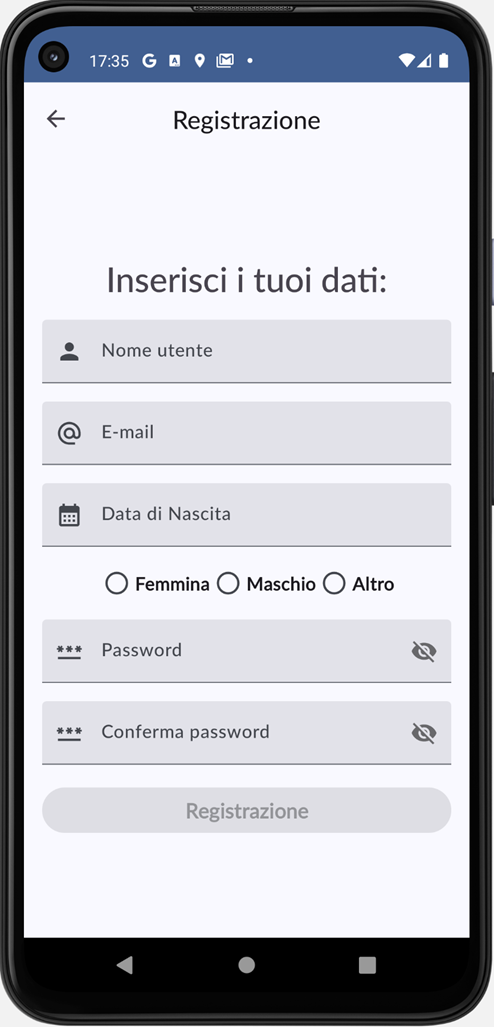 17:35
Registrazione
Inserisci i tuoi dati:
Nome utente
E-mail
Data di Nascita
Femmina Maschio Altro
Password
Conferma password
Registrazione